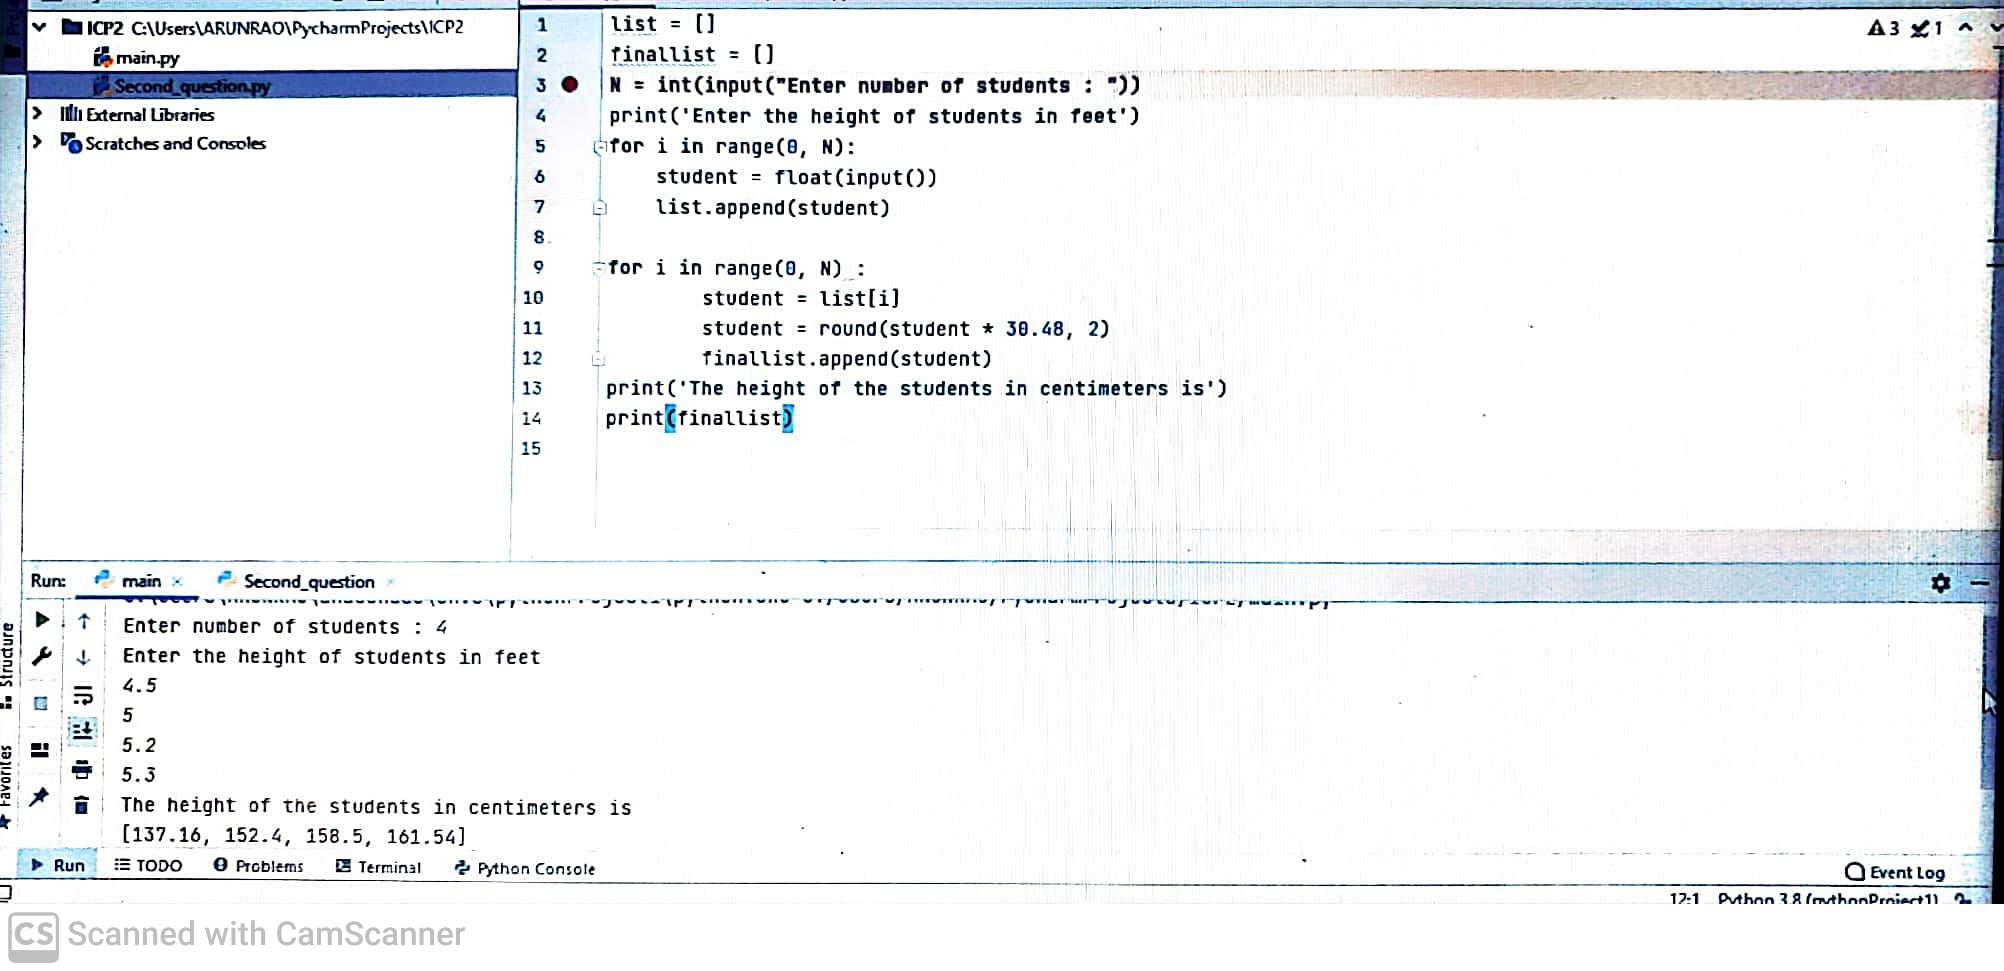 ICP2 C:\Users\ARUNRAO\PycharmProjects\ICP2
main.py
Second_question.py
External Libraries
Scratches and Consoles
1 list = []
2 finallist = []
3 N = int(input("Enter number of students : "))
4 print('Enter the height of students in feet')
5 for i in range(0, N):
6 student = float(input())
7 list.append(student)
8
9 for i in range(0, N) :
10 student = list[i]
11 student = round(student * 30.48, 2)
12 finallist.append(student)
13 print('The height of the students in centimeters is')
14 print(finallist)
15
3 1
Run: main Second_question
Enter number of students : 4
Enter the height of students in feet
4.5
5
5.2
5.3
The height of the students in centimeters is
[137.16, 152.4, 158.5, 161.54]
Structure
Favorites
Run TODO Problems Terminal Python Console
Event Log
12:1 Python 3.8 (pythonProject1)
CS Scanned with CamScanner